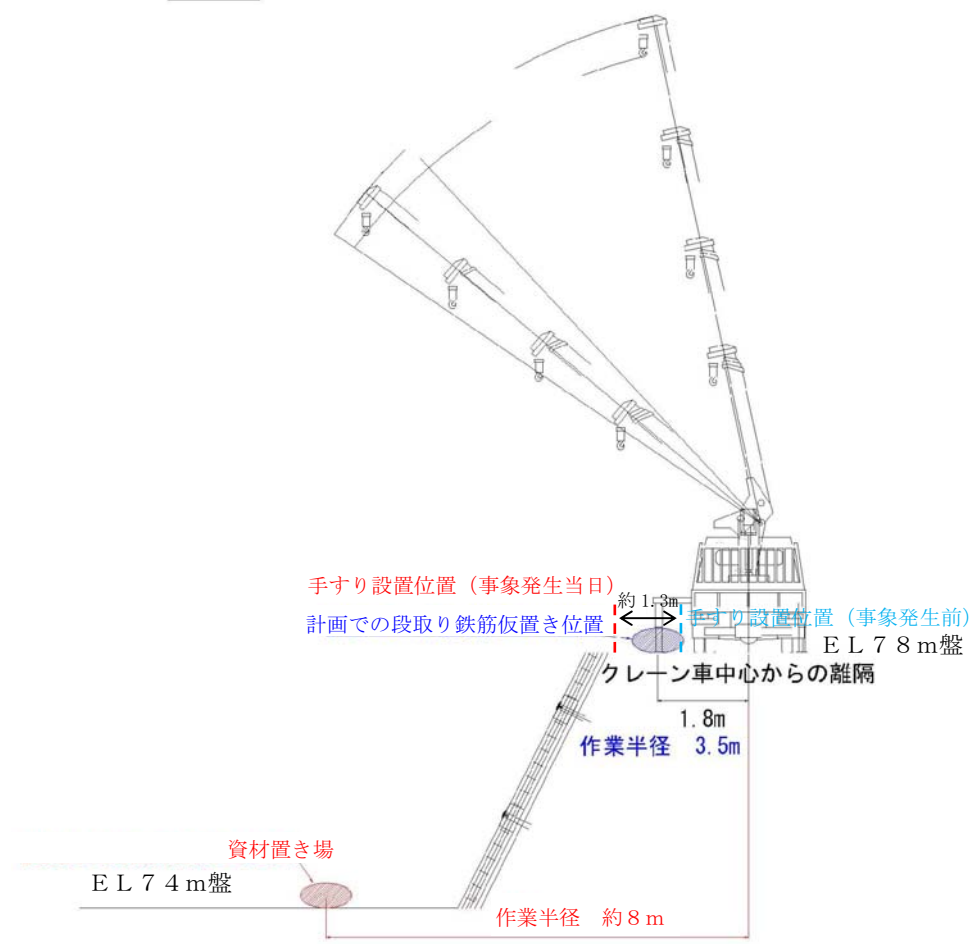 手すり設置位置（事象発生当日）
約1.3m
計画での段取り鉄筋仮置き位置
手すり設置位置（事象発生前）
ＥＬ７８ｍ盤
クレーン車中心からの離隔
1.8m
作業半径　3.5m
資材置き場
ＥＬ７４ｍ盤
作業半径　約８ｍ